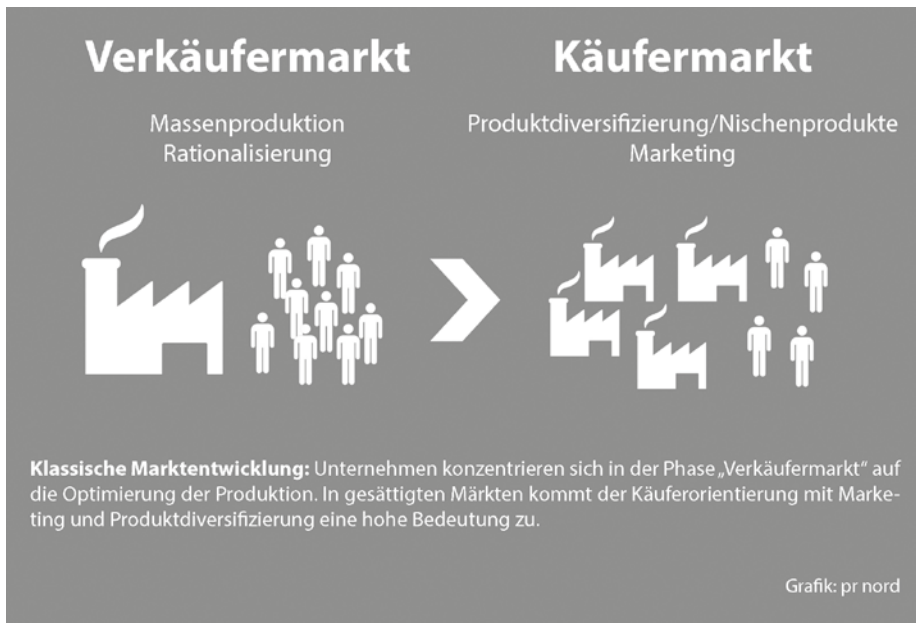 Verkäufermarkt
Massenproduktion
Rationalisierung
Käufermarkt
Produktdiversifizierung/Nischenprodukte
Marketing
Klassische Marktentwicklung: Unternehmen konzentrieren sich in der Phase „Verkäufermarkt“ auf
die Optimierung der Produktion. In gesättigten Märkten kommt der Käuferorientierung mit Marke-
ting und Produktdiversifizierung eine hohe Bedeutung zu.
Grafik: pr nord